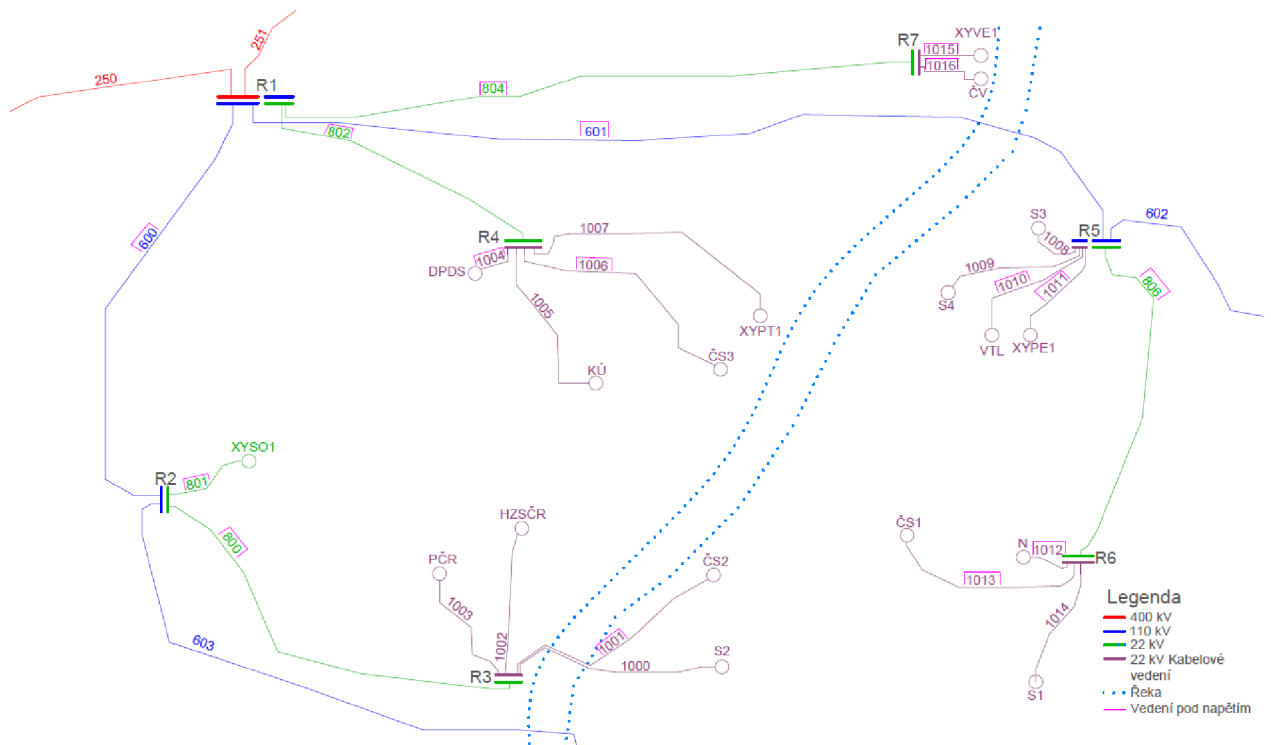 251
250
R1
804
802
601
R7
XYVE1
1015
1016
ČV
600
R4
1007
1004
DPDS
1006
1005
XYPT1
ČS3
KÚ
S3
R5
602
1008
1009
1010
1011
S4
VTL
XYPE1
806
XYSO1
R2
801
800
HZSČR
PČR
ČS2
1003
1002
1001
1000
S2
R3
603
ČS1
N
1012
R6
1013
1014
S1
Legenda
400 kV
110 kV
22 kV
22 kV Kabelové
vedení
Řeka
Vedení pod napětím